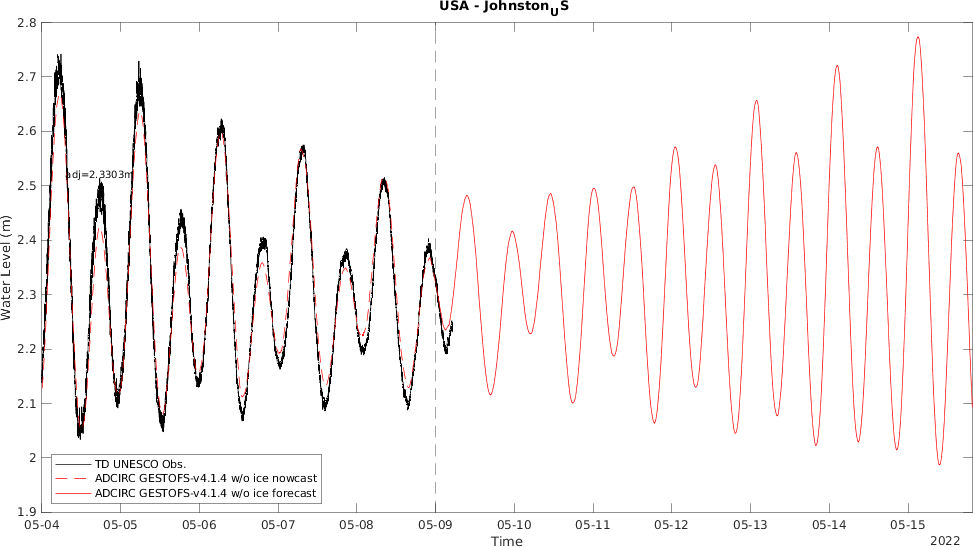 USA - JohnstonUS
2.8
2.7
2.6
2.5
2.4
2.3
2.2
2.1
2
1.9
Water Level (m)
adj=2.3303m
TD UNESCO Obs.
ADCIRC GESTOFS-v4.1.4 w/o ice nowcast
ADCIRC GESTOFS-v4.1.4 w/o ice forecast
05-04 05-05 05-06 05-07 05-08 05-09 05-10 05-11 05-12 05-13 05-14 05-15
Time
2022